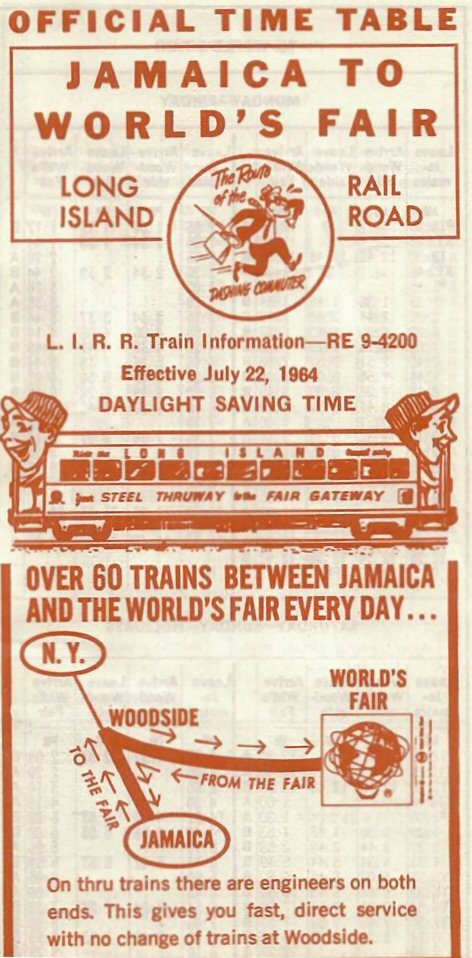 OFFICIAL TIME TABLE
JAMAICA TO
WORLD'S FAIR
LONG
ISLAND
The Route
of the
DASHING COMMUTER
RAIL
ROAD
L. I. R. R. Train Information—RE 9-4200
Effective July 22, 1964
DAYLIGHT SAVING TIME
LONG ISLAND
your STEEL THRUWAY to the FAIR GATEWAY
OVER 60 TRAINS BETWEEN JAMAICA
AND THE WORLD'S FAIR EVERY DAY...
N. Y.
WORLD'S
FAIR
WOODSIDE
TO THE FAIR
FROM THE FAIR
JAMAICA
On thru trains there are engineers on both
ends. This gives you fast, direct service
with no change of trains at Woodside.